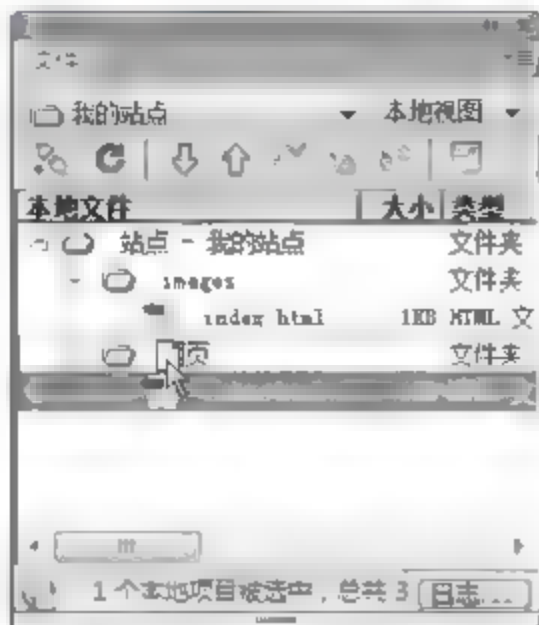 文件
我的站点 本地视图
本地文件 大小 类型
站点 - 我的站点 文件夹
images 文件夹
index html 1KB HTML 文
页 文件夹
1 个本地项目被选中，总共 3 日志...